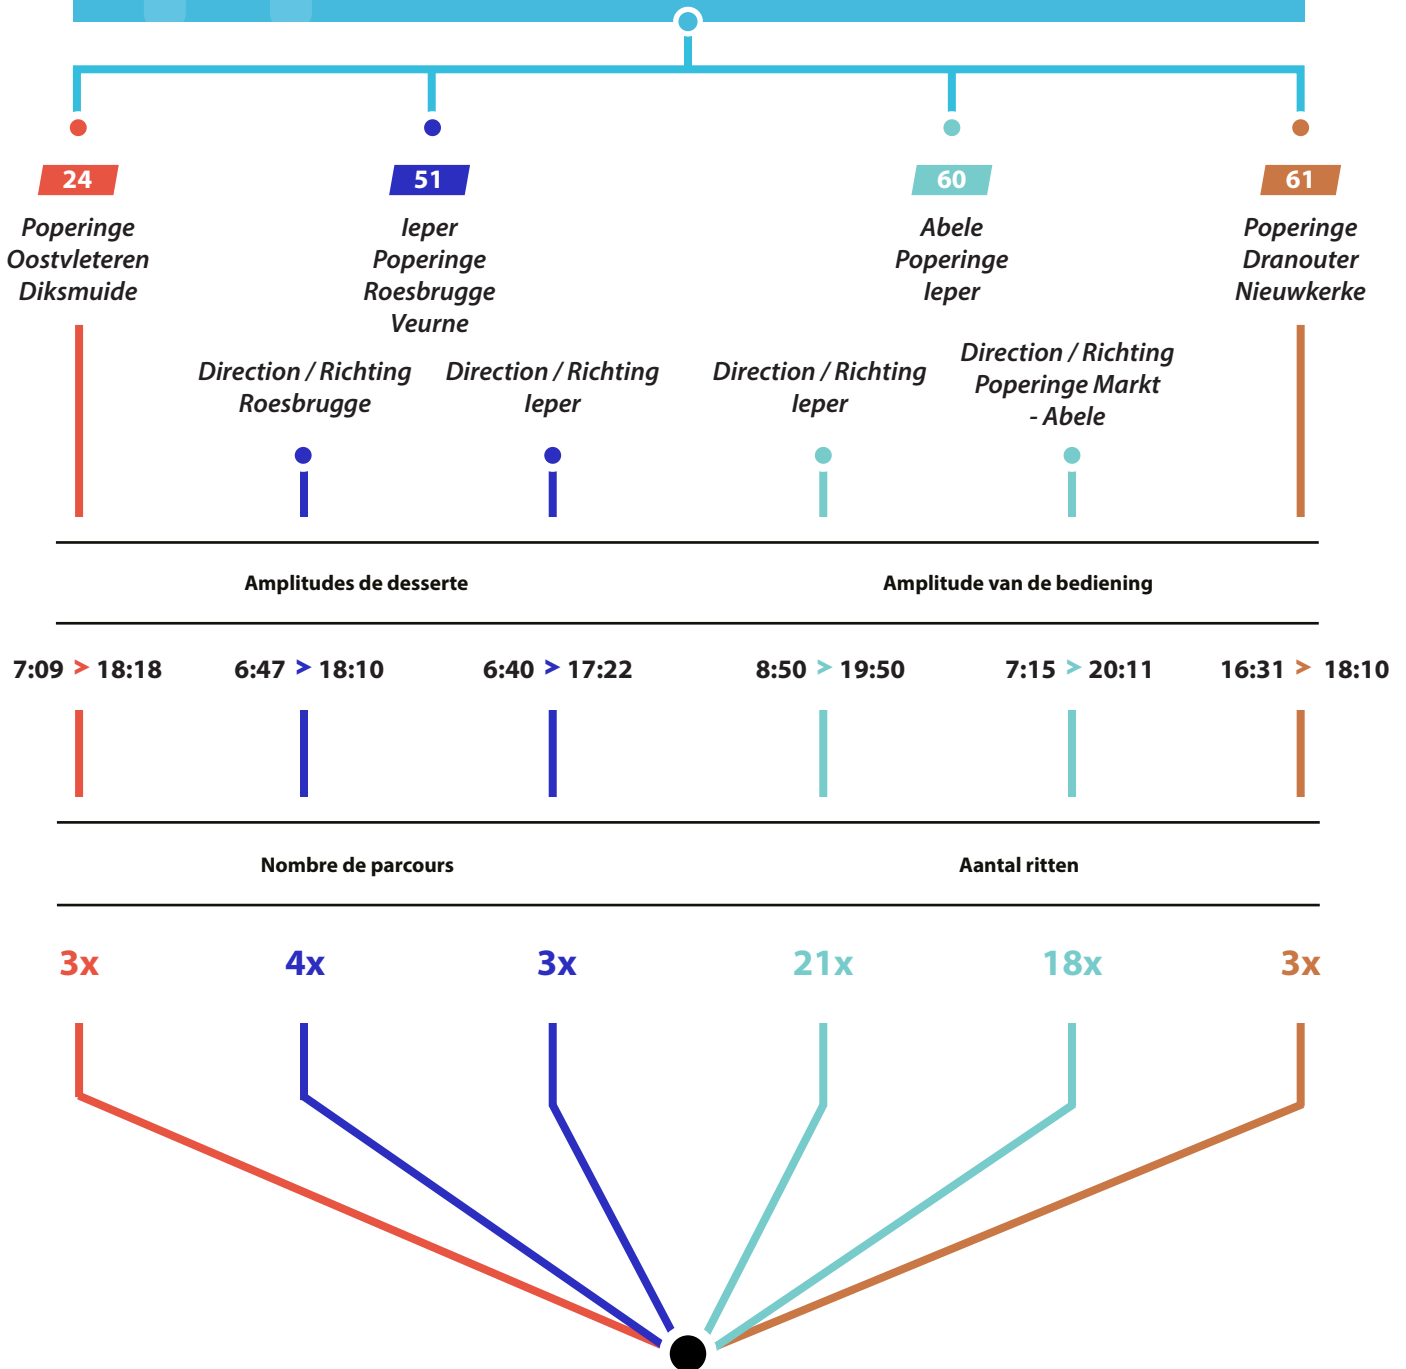 24
51
60
61
Poperinge
Oostvleteren
Diksmuide
Ieper
Poperinge
Roesbrugge
Veurne
Abele
Poperinge
Ieper
Poperinge
Dranouter
Nieuwkerke
Direction / Richting
Roesbrugge
Direction / Richting
Ieper
Direction / Richting
Ieper
Direction / Richting
Poperinge Markt
- Abele
Amplitudes de desserte
Amplitude van de bediening
7:09 > 18:18
6:47 > 18:10
6:40 > 17:22
8:50 > 19:50
7:15 > 20:11
16:31 > 18:10
Nombre de parcours
Aantal ritten
3x
4x
3x
21x
18x
3x